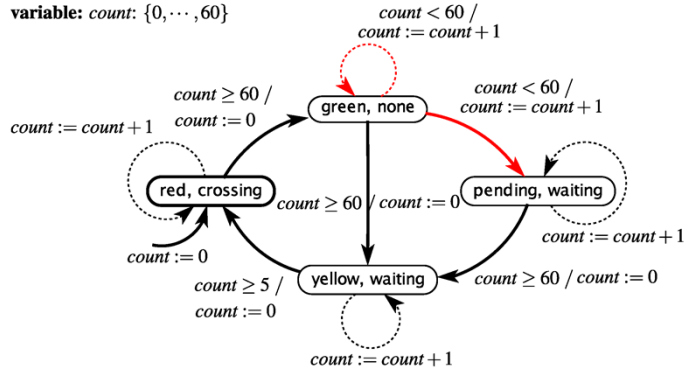 variable: count: {0, ⋯, 60}
count < 60 /
count := count + 1
count ≥ 60 /
count := 0
green, none
count < 60 /
count := count + 1
count := count + 1
red, crossing
count ≥ 60 / count := 0
pending, waiting
count := 0
count := count + 1
count ≥ 5 /
count := 0
yellow, waiting
count ≥ 60 / count := 0
count := count + 1